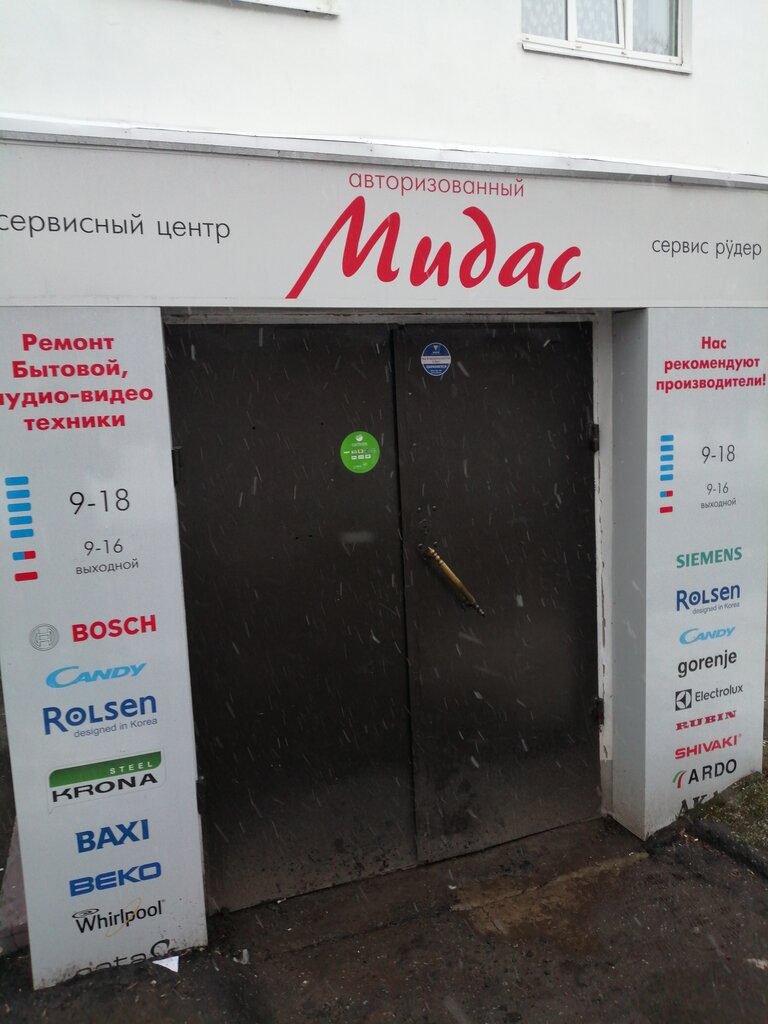 авторизованный
сервисный центр
Мидас
сервис рӱдер
Ремонт
Бытовой,
аудио-видео
техники
9-18
9-16
выходной
BOSCH
CANDY
ROLSEN
designed in Korea
STEEL
KRONA
BAXI
BEKO
Whirlpool
Нас
рекомендуют
производители!
9-18
9-16
выходной
SIEMENS
ROLSEN
designed in Korea
CANDY
gorenje
Electrolux
RUBIN
SHIVAKI
ARDO